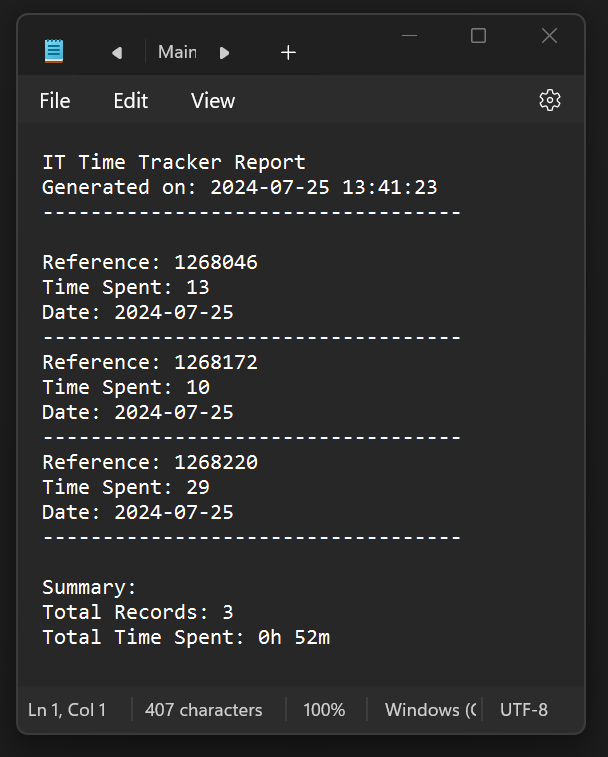 Main
File Edit View
IT Time Tracker Report
Generated on: 2024-07-25 13:41:23
-----------------------------------
Reference: 1268046
Time Spent: 13
Date: 2024-07-25
-----------------------------------
Reference: 1268172
Time Spent: 10
Date: 2024-07-25
-----------------------------------
Reference: 1268220
Time Spent: 29
Date: 2024-07-25
-----------------------------------
Summary:
Total Records: 3
Total Time Spent: 0h 52m
Ln 1, Col 1 407 characters 100% Windows (C UTF-8